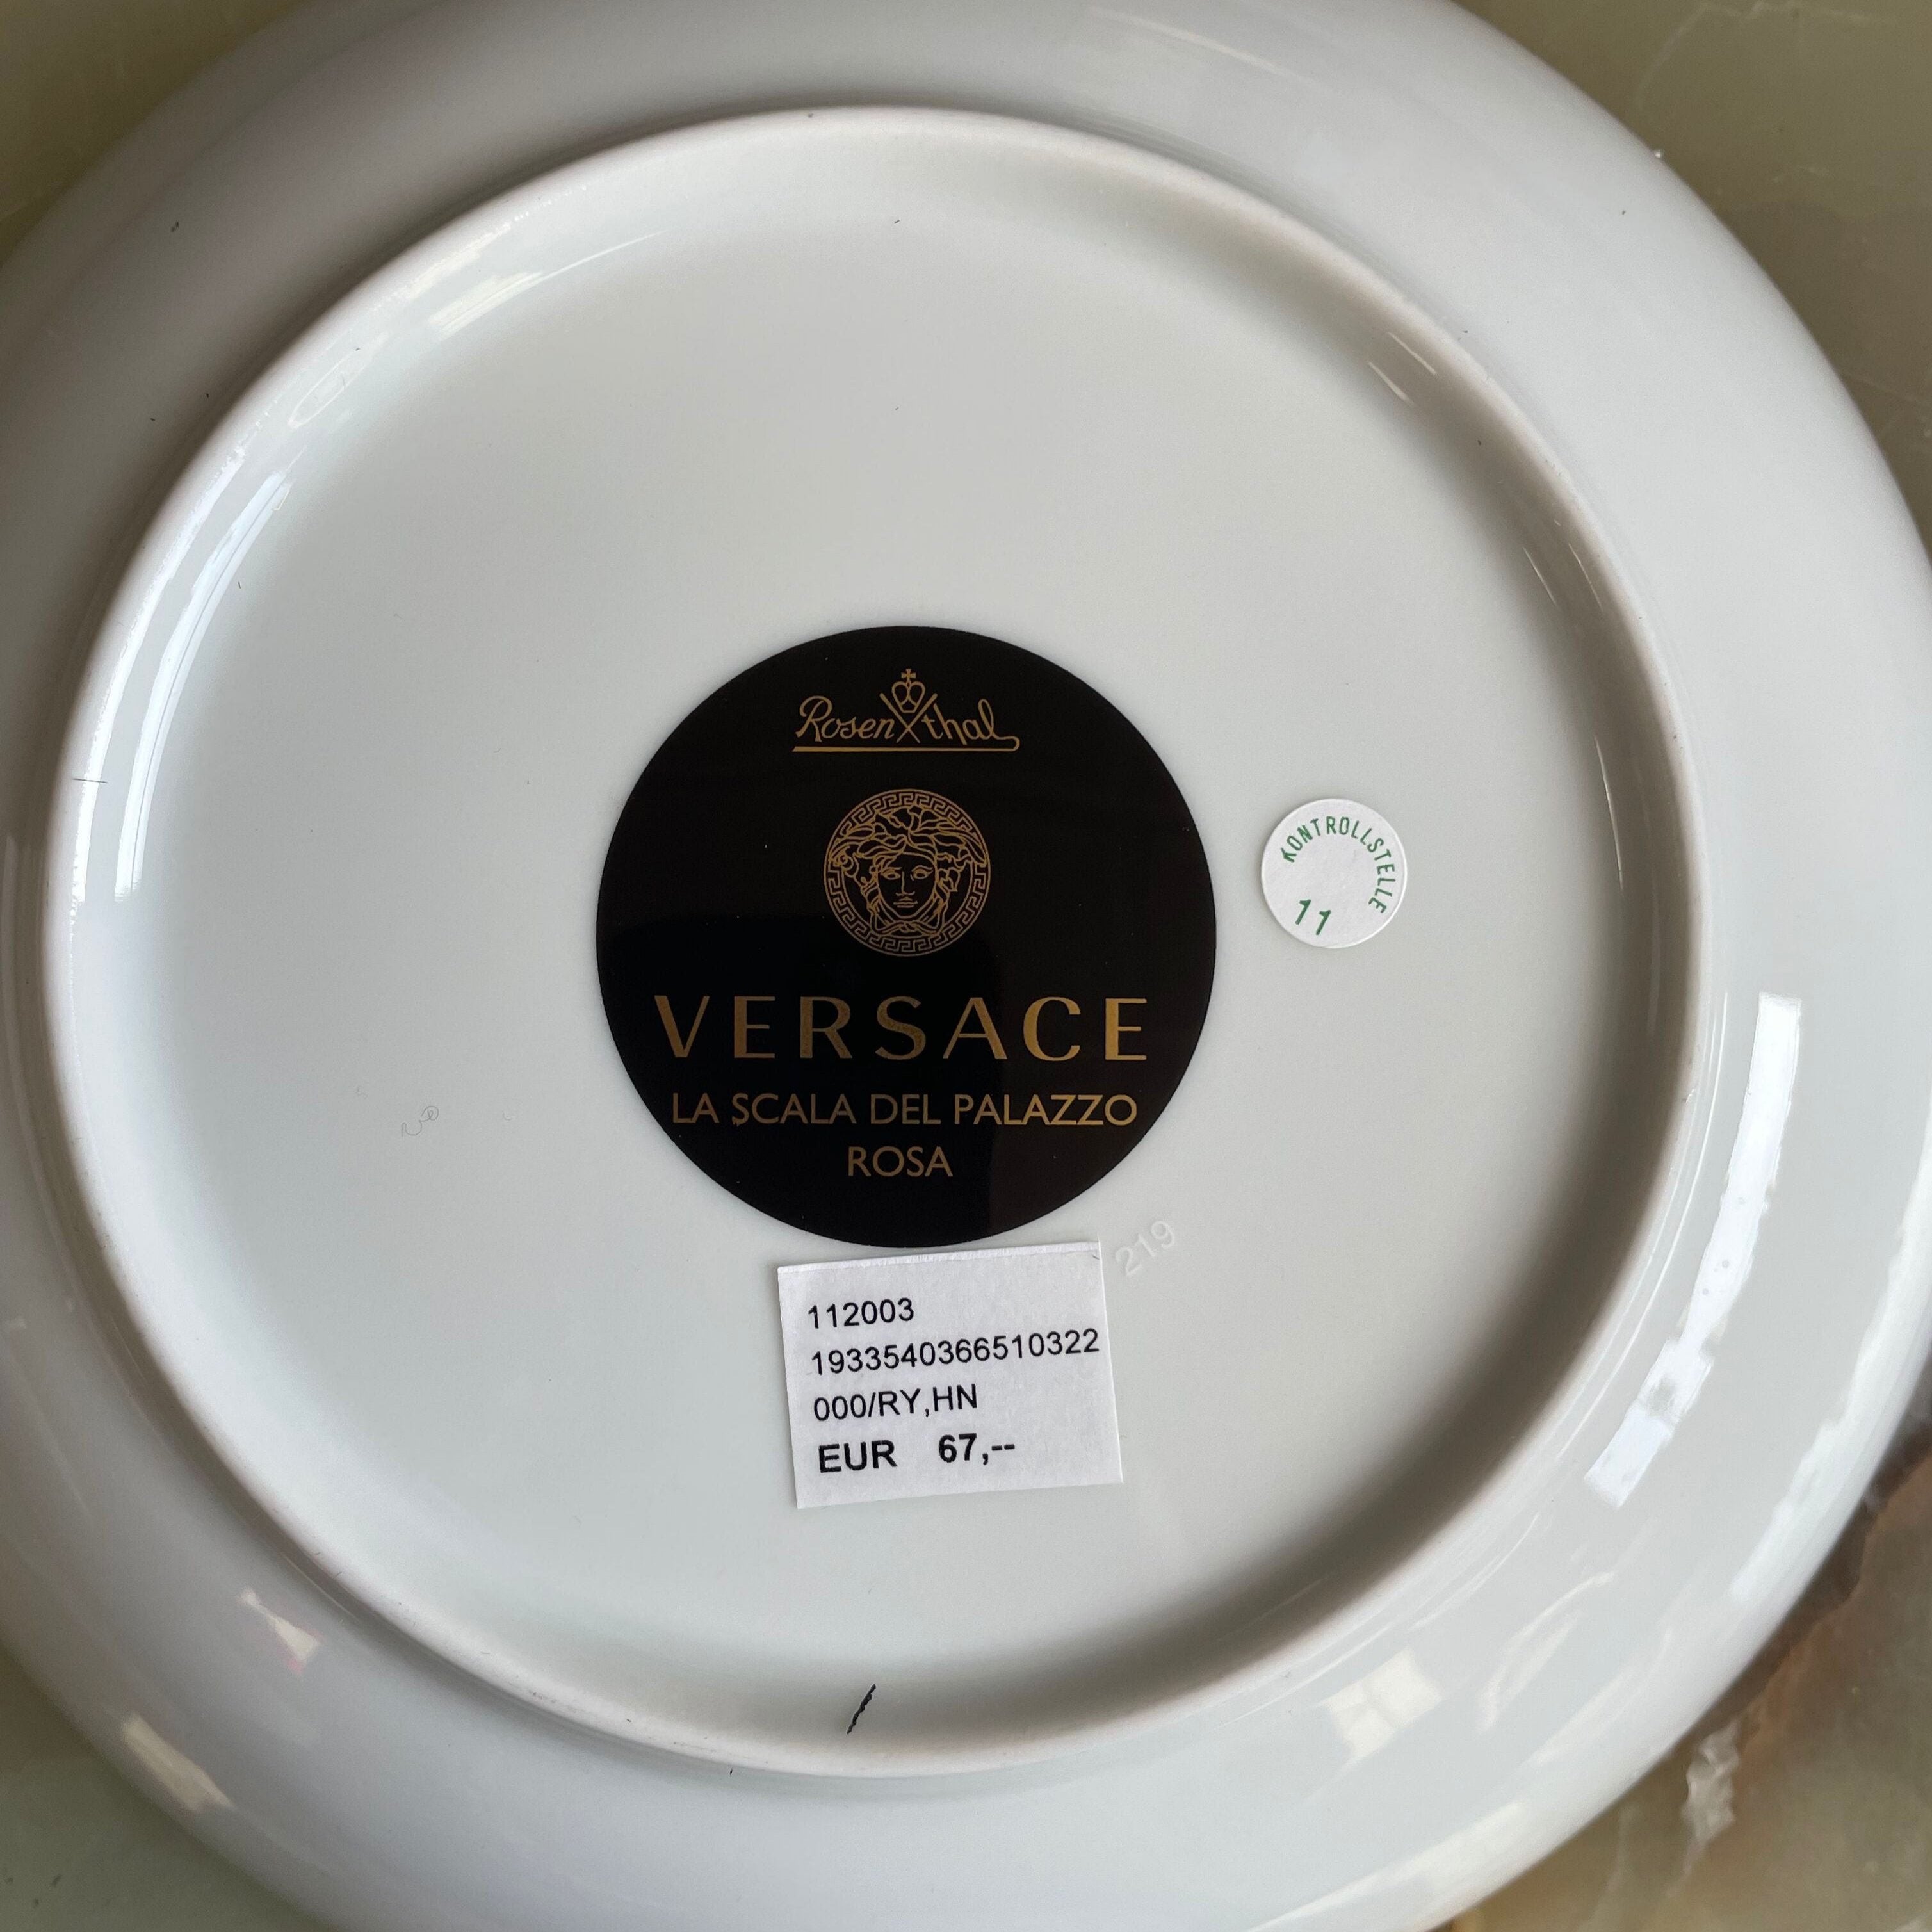 Rosenthal
VERSACE
LA SCALA DEL PALAZZO
ROSA
KONTROLLSTELLE
11
219
112003
1933540366510322
000/RY,HN
EUR 67,--